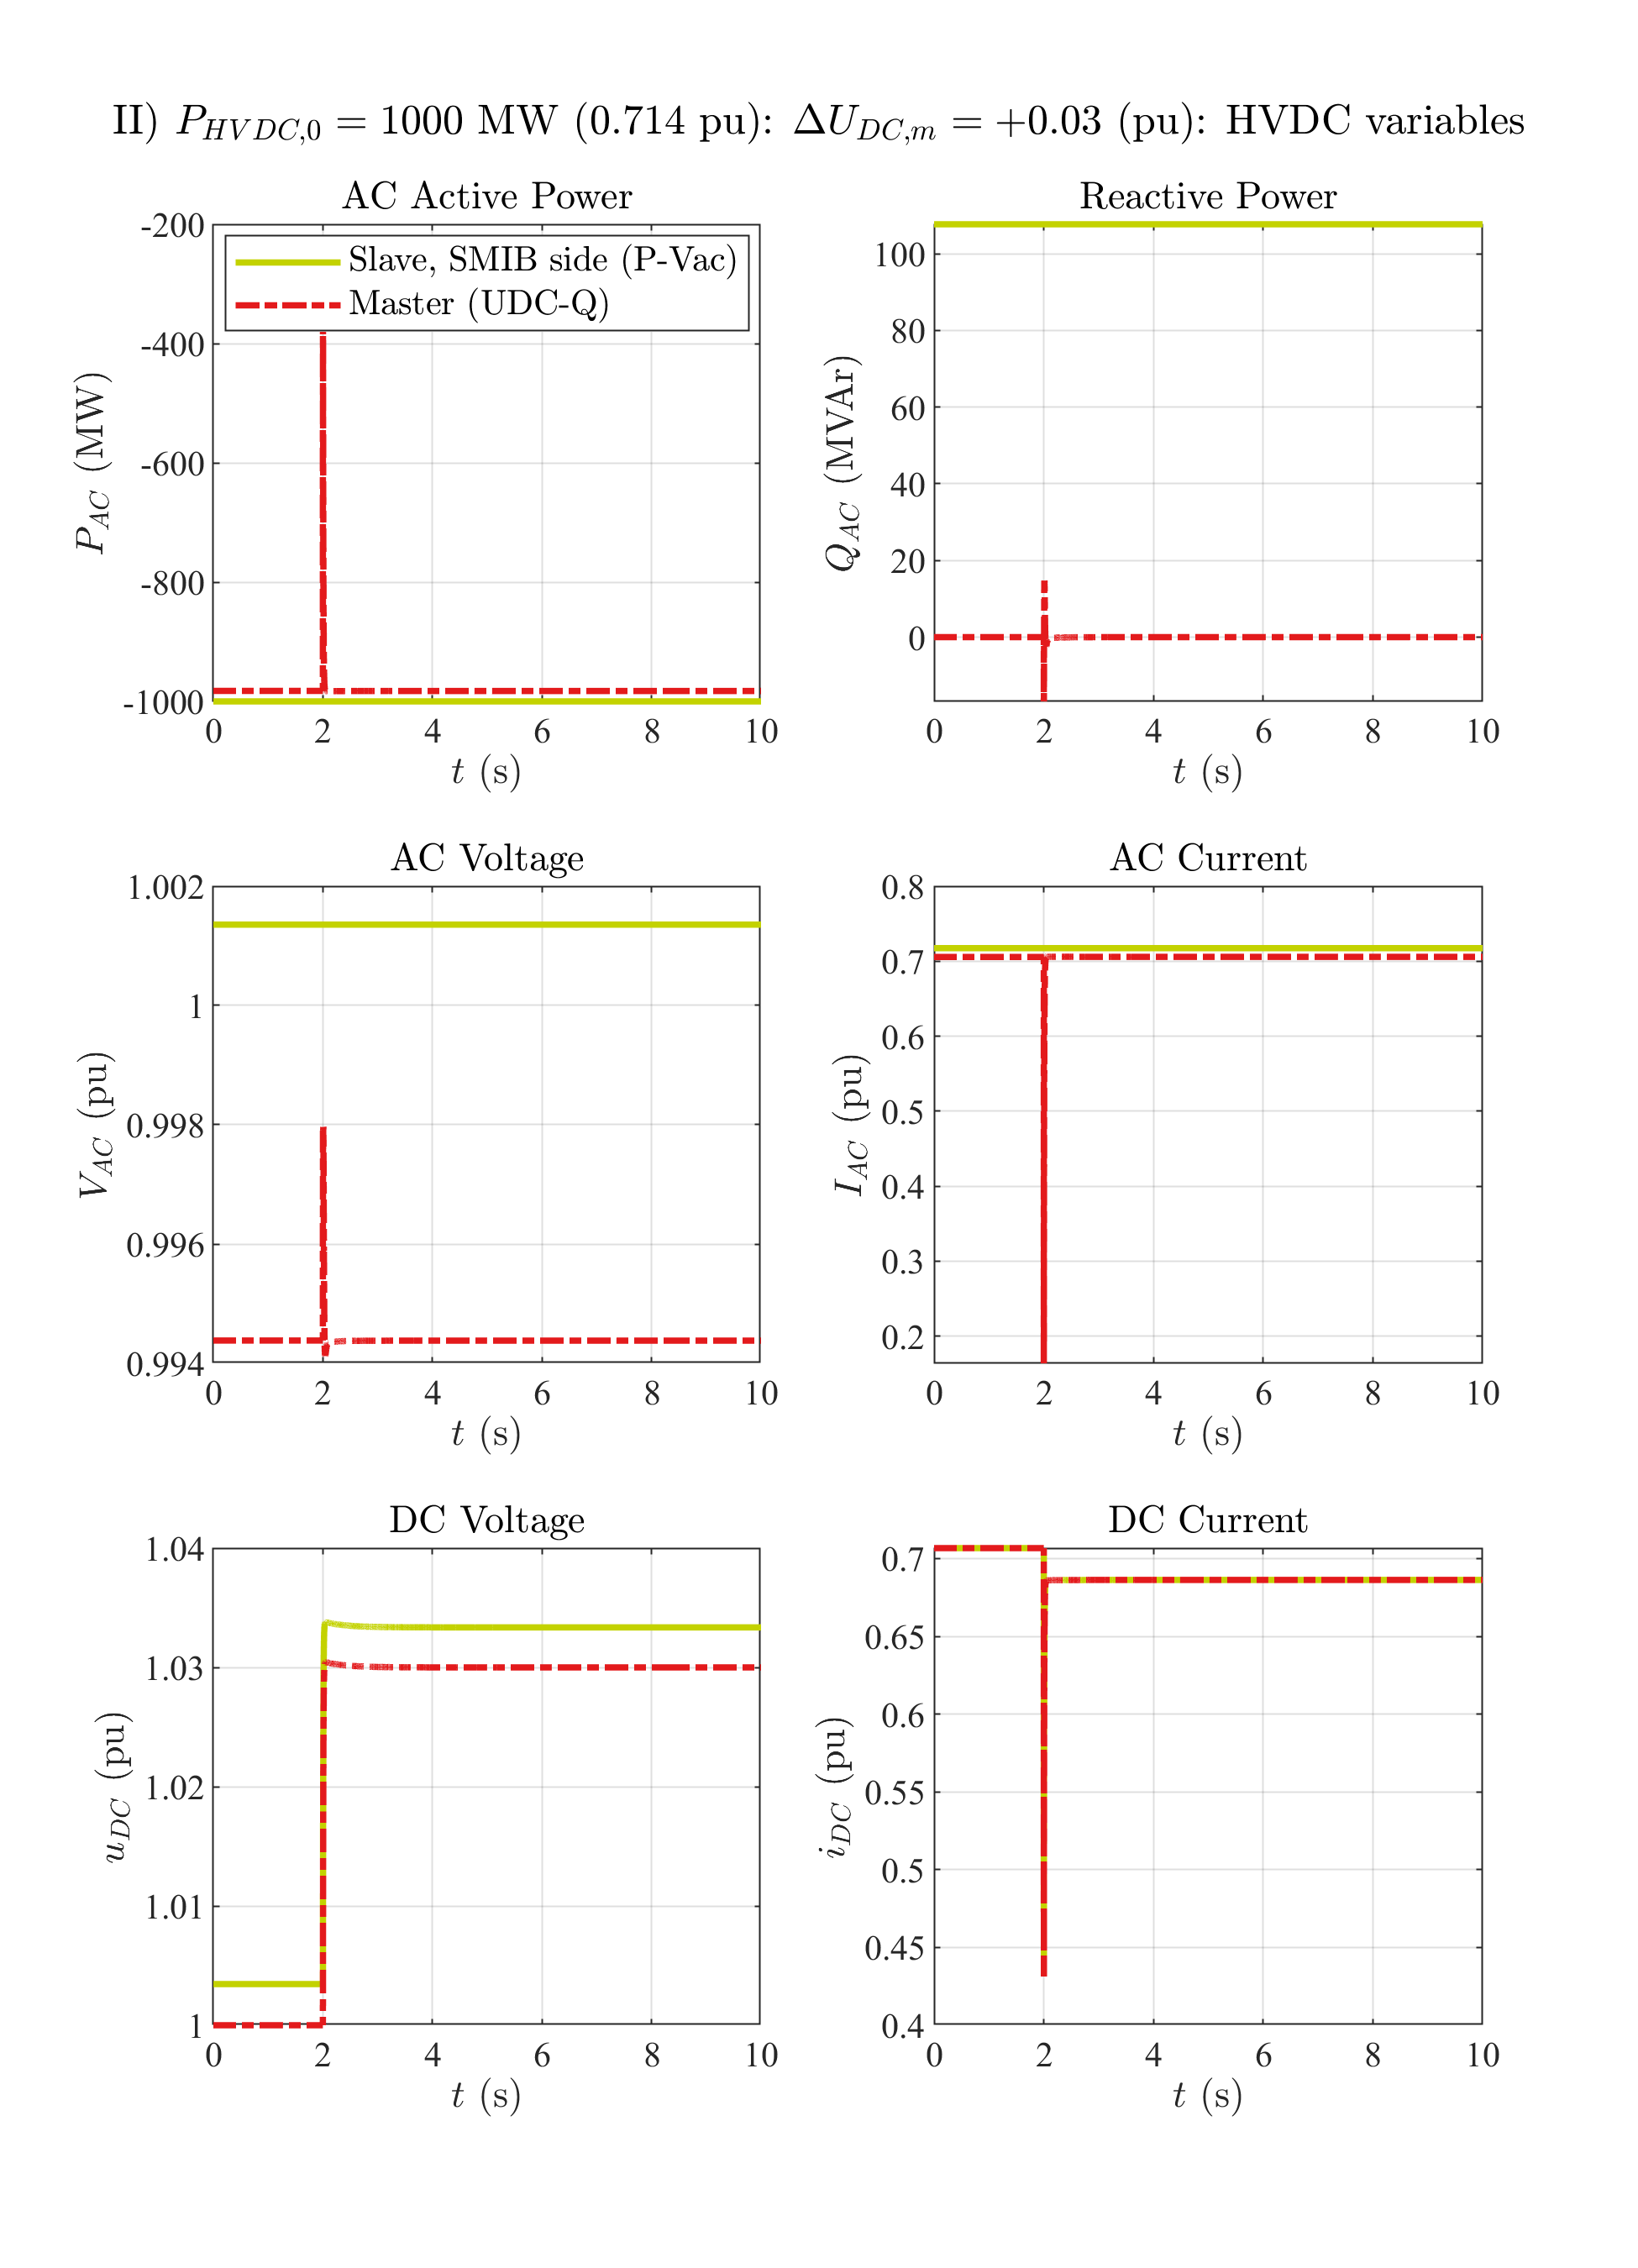 II) P_{HVDC,0} = 1000 MW (0.714 pu): ΔU_{DC,m} = +0.03 (pu): HVDC variables
AC Active Power
-200
-400
-600
-800
-1000
P_{AC} (MW)
Slave, SMIB side (P-Vac)
Master (UDC-Q)
0 2 4 6 8 10
t (s)
Reactive Power
100
80
60
40
20
0
Q_{AC} (MVAr)
0 2 4 6 8 10
t (s)
AC Voltage
1.002
1
0.998
0.996
0.994
V_{AC} (pu)
0 2 4 6 8 10
t (s)
AC Current
0.8
0.7
0.6
0.5
0.4
0.3
0.2
I_{AC} (pu)
0 2 4 6 8 10
t (s)
DC Voltage
1.04
1.03
1.02
1.01
1
u_{DC} (pu)
0 2 4 6 8 10
t (s)
DC Current
0.7
0.65
0.6
0.55
0.5
0.45
0.4
i_{DC} (pu)
0 2 4 6 8 10
t (s)